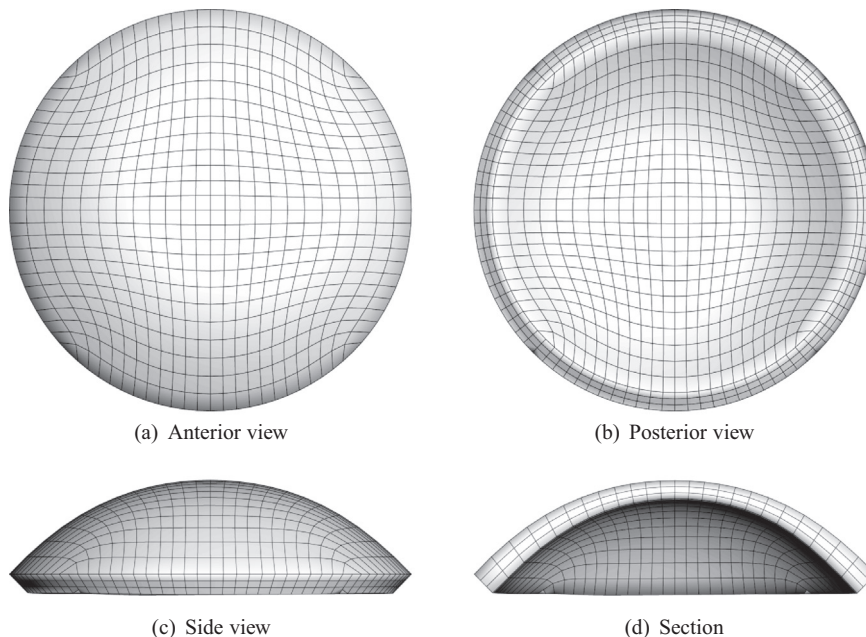 (a) Anterior view
(b) Posterior view
(c) Side view
(d) Section